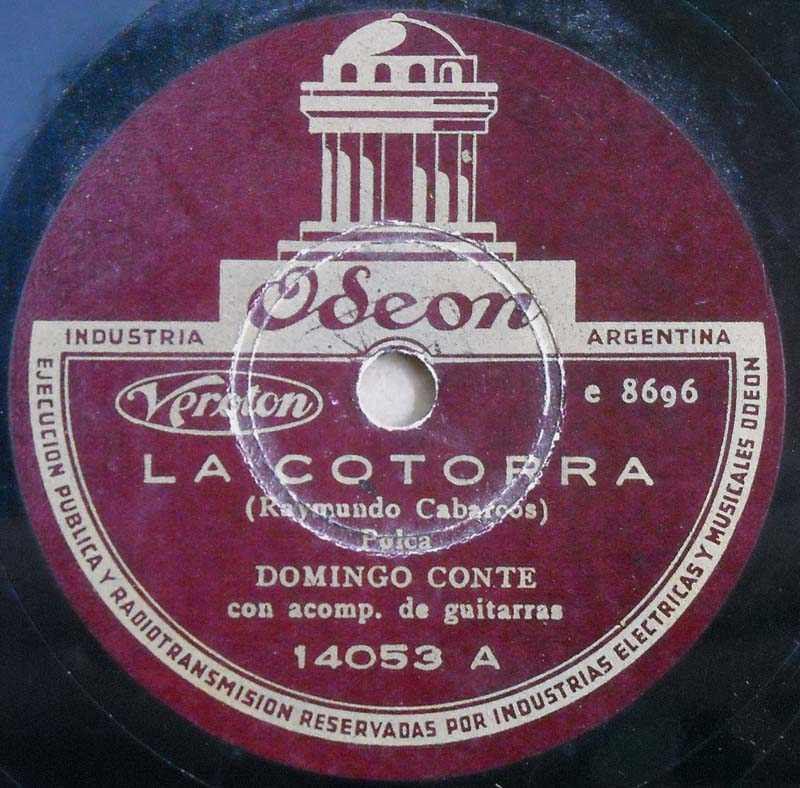 Odeon
INDUSTRIA ARGENTINA
Veroton
e 8696
LA COTORRA
(Raymundo Cabarcos)
Polca
DOMINGO CONTE
con acomp. de guitarras
14053 A
EJECUCION PUBLICA Y RADIOTRANSMISION RESERVADAS POR INDUSTRIAS ELECTRICAS Y MUSICALES ODEON